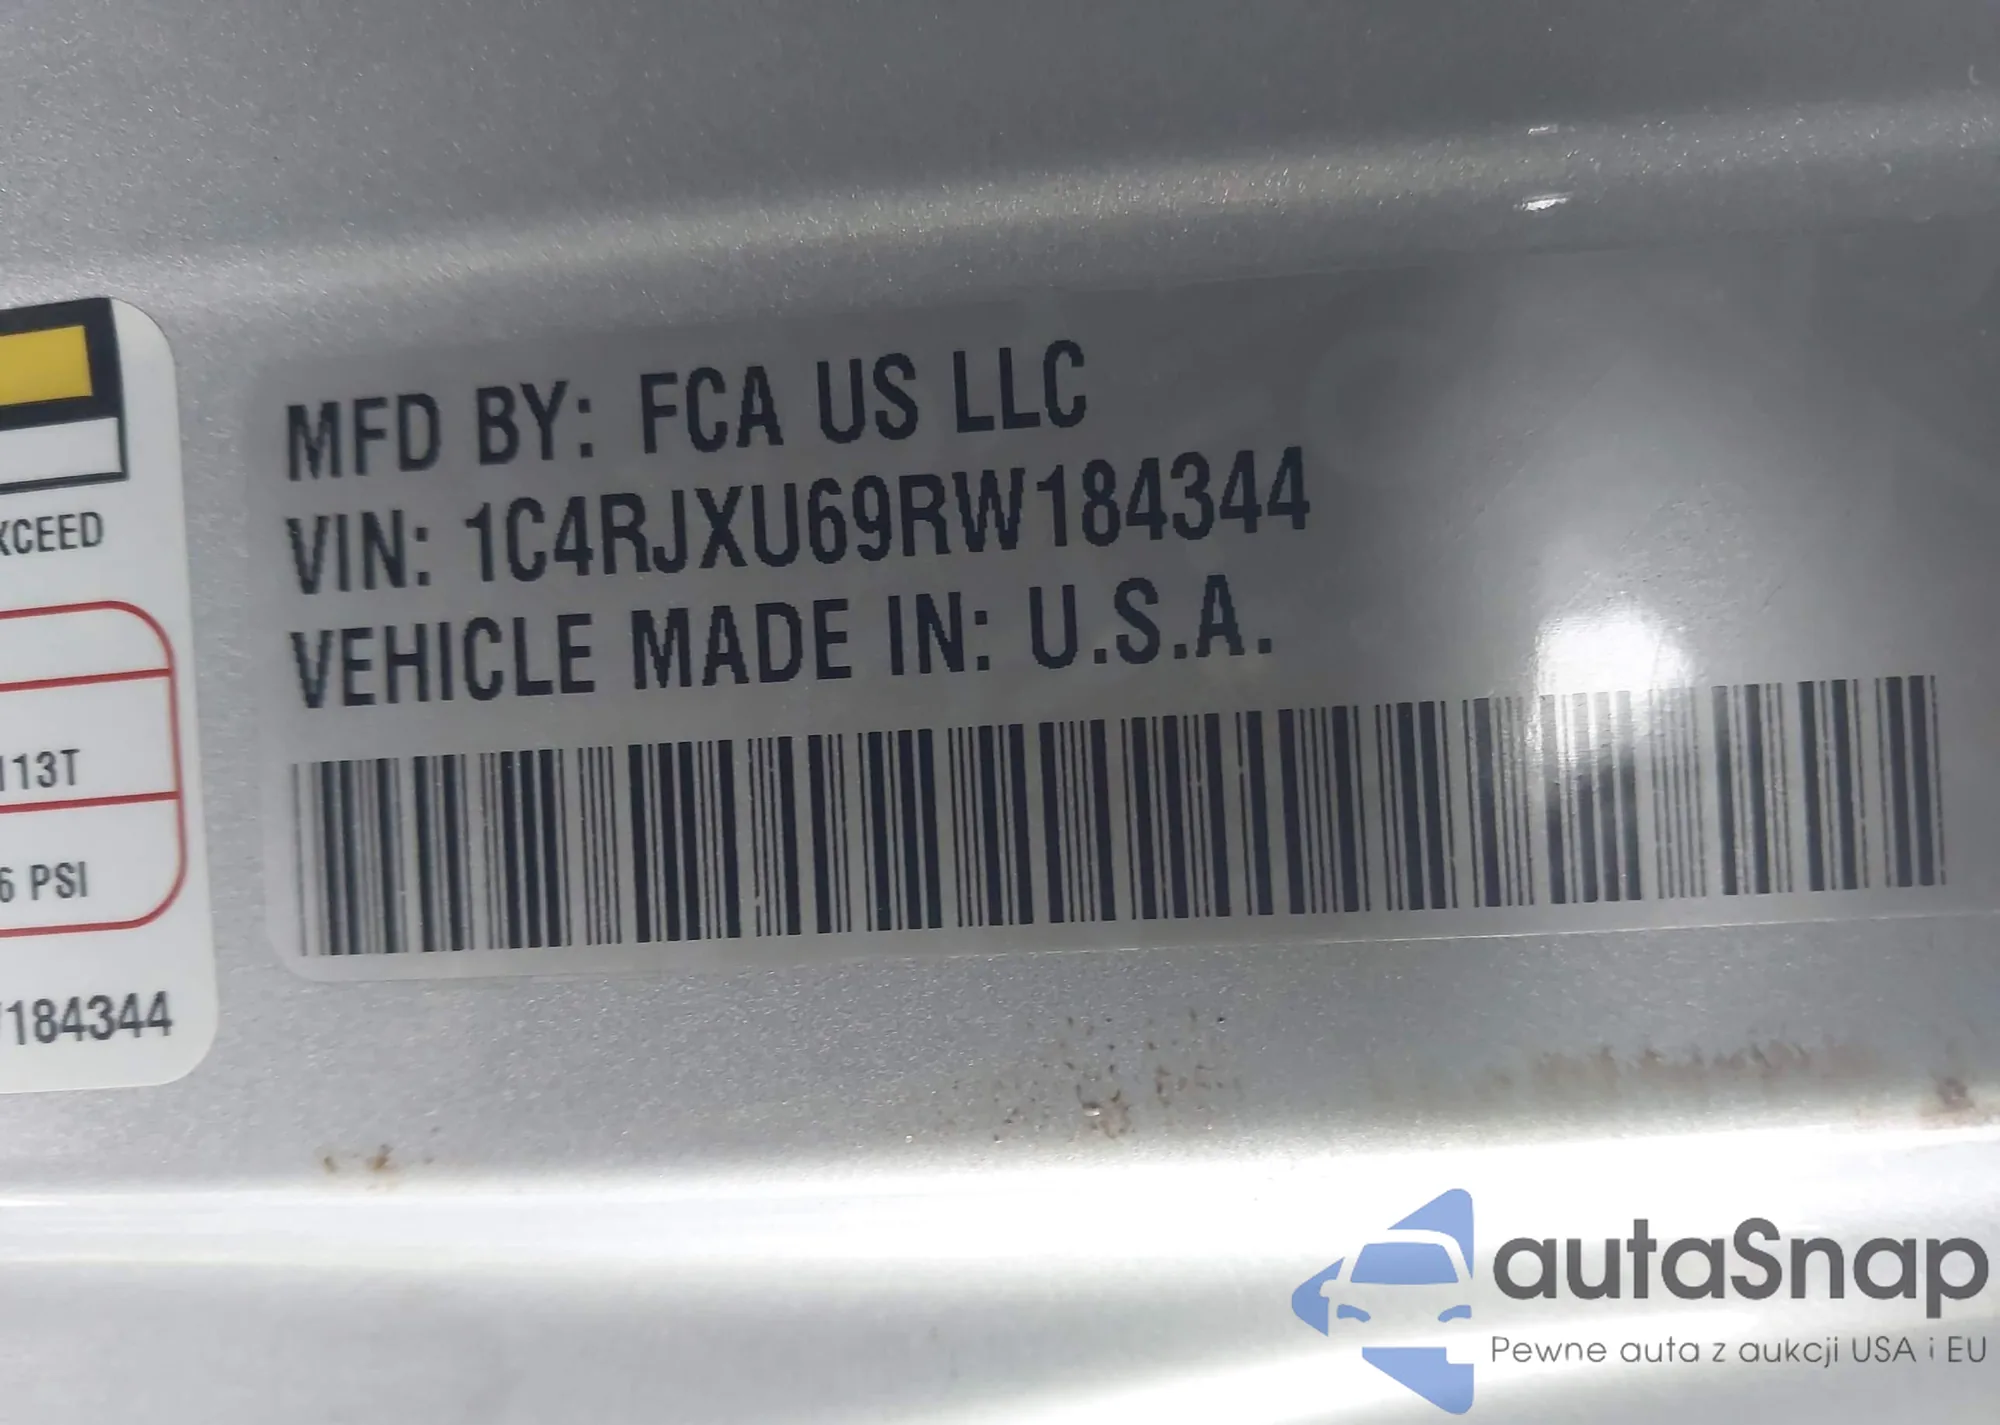 MFD BY: FCA US LLC
VIN: 1C4RJXU69RW184344
VEHICLE MADE IN: U.S.A.
XCEED
113T
6 PSI
184344
autaSnap
Pewne auta z aukcji USA i EU